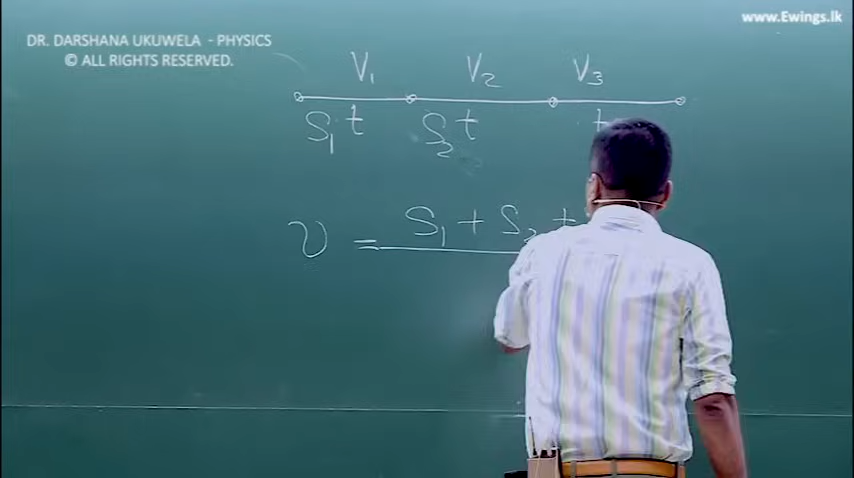 www.Ewings.lk
DR. DARSHANA UKUWELA - PHYSICS
© ALL RIGHTS RESERVED.
V₁ V₂ V₃
S₁ t S₂ t t
v = S₁ + S₂ +